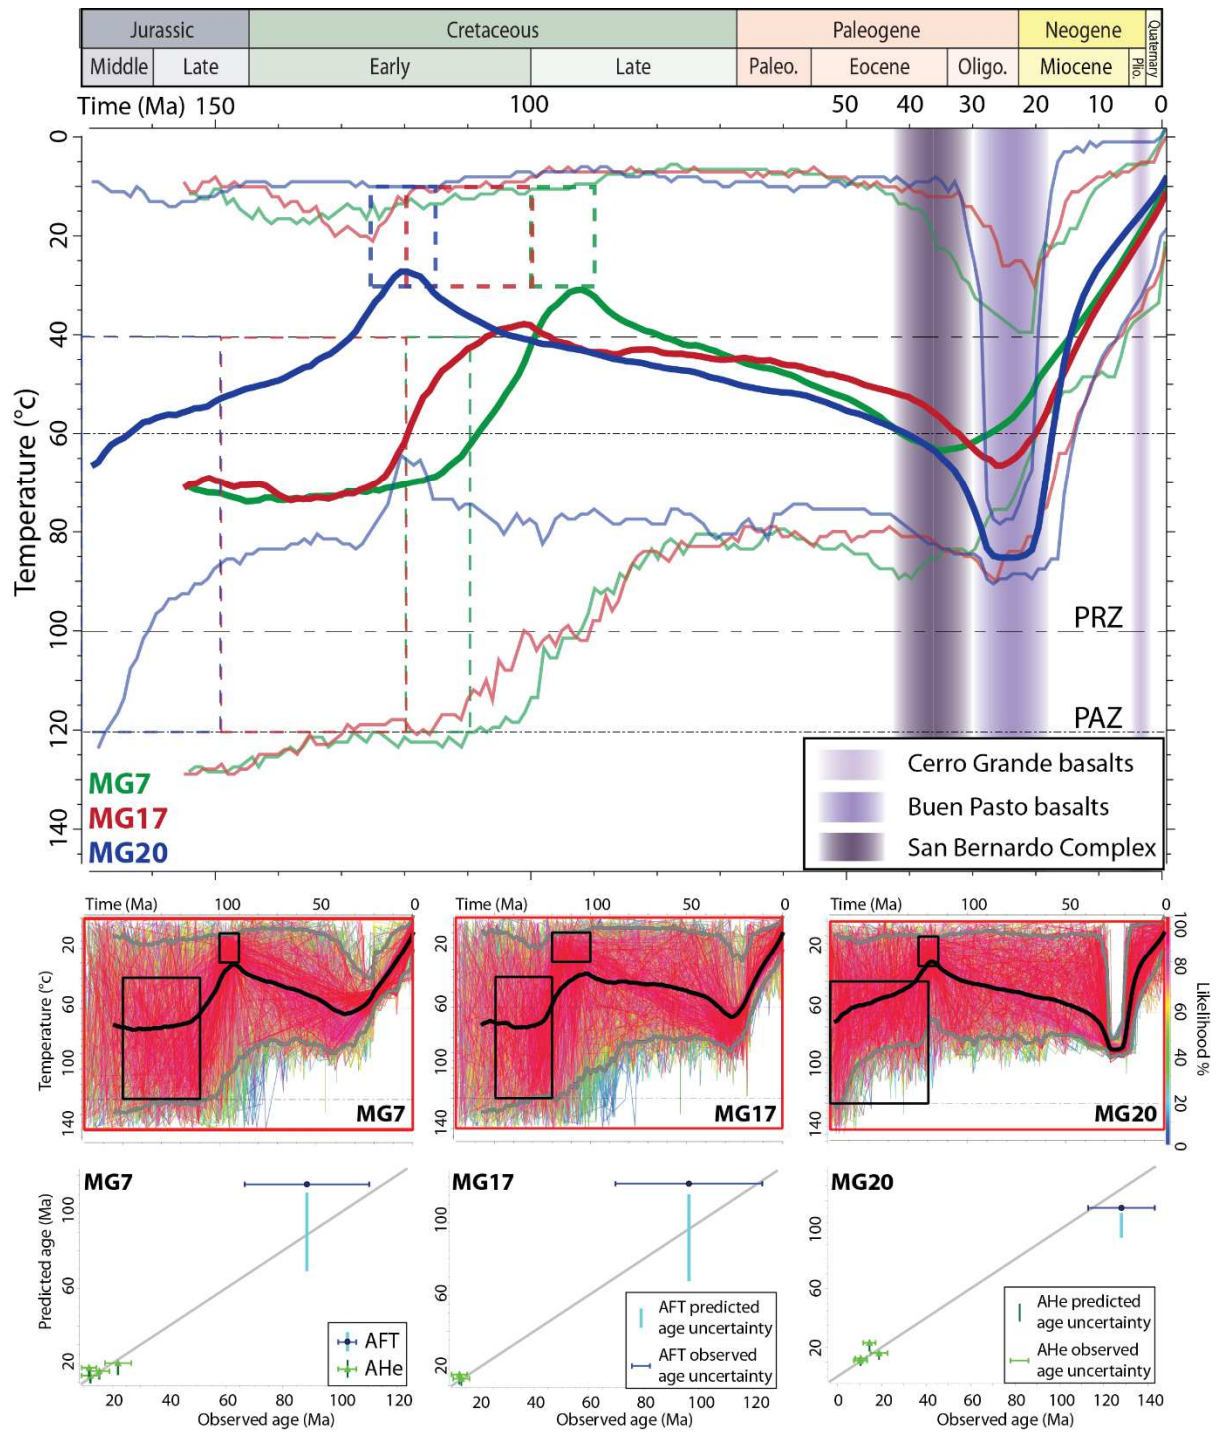 Jurassic Cretaceous Paleogene Neogene Quaternary
Middle Late Early Late Paleo. Eocene Oligo. Miocene Plio.
Time (Ma) 150 100 50 40 30 20 10 0
0
20
40
60
80
100
120
140
Temperature (°c)
PRZ
PAZ
MG7
MG17
MG20
Cerro Grande basalts
Buen Pasto basalts
San Bernardo Complex
Time (Ma) 100 50 0
Temperature (°c)
20
60
100
140
MG7
Time (Ma) 100 50 0
20
60
100
140
MG17
Time (Ma) 100 50 0
20
60
100
140
MG20
Likelihood %
100
80
60
40
20
0
MG7
Predicted age (Ma)
100
60
20
AFT
AHe
20 40 60 80 100 120
Observed age (Ma)
MG17
100
60
20
AFT predicted
age uncertainty
AFT observed
age uncertainty
20 40 60 80 100 120
Observed age (Ma)
MG20
100
60
20
AHe predicted
age uncertainty
AHe observed
age uncertainty
0 20 40 60 80 100 120 140
Observed age (Ma)